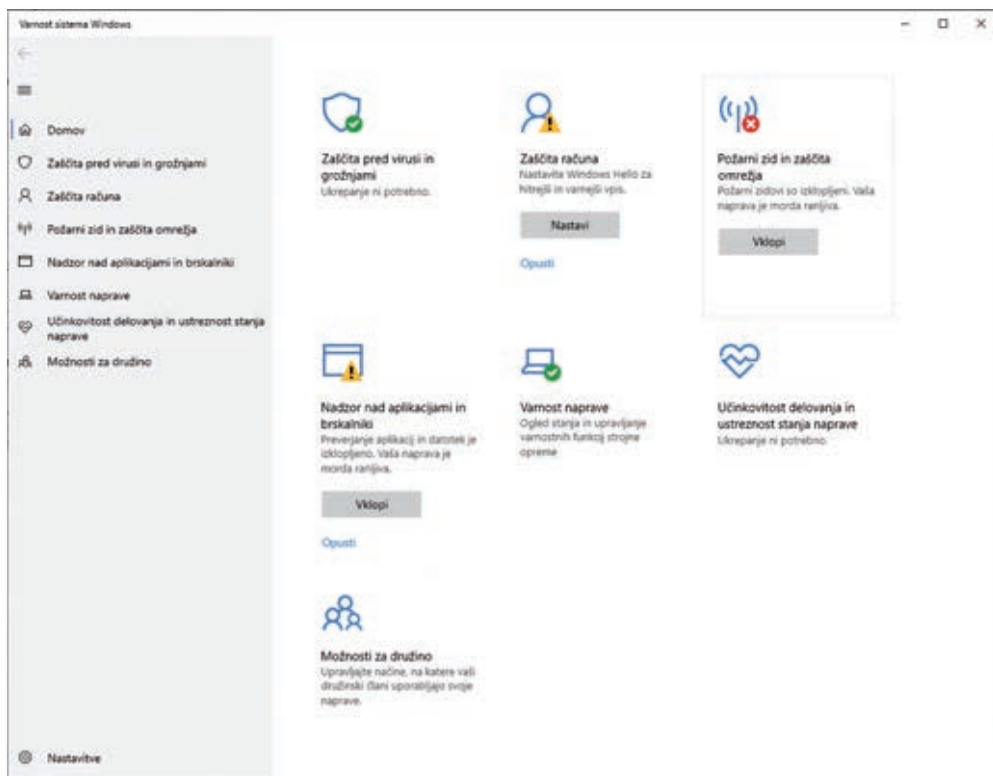 Varnost sistema Windows
Domov
Zaščita pred virusi in grožnjami
Zaščita računa
Požarni zid in zaščita omrežja
Nadzor nad aplikacijami in brskalniki
Varnost naprave
Učinkovitost delovanja in ustreznost stanja
naprave
Možnosti za družino
Nastavitve
Zaščita pred virusi in
grožnjami
Ukrepanje ni potrebno.
Zaščita računa
Nastavite Windows Hello za
hitrejši in varnejši vpis.
Nastavi
Opusti
Požarni zid in zaščita
omrežja
Požarni zidovi so izklopljeni. Vaša
naprava je morda ranljiva.
Vklopi
Nadzor nad aplikacijami in
brskalniki
Preverjanje aplikacij in datotek je
izklopljeno. Vaša naprava je
morda ranljiva.
Vklopi
Opusti
Varnost naprave
Ogled stanja in upravljanje
varnostnih funkcij strojne
opreme
Učinkovitost delovanja in
ustreznost stanja naprave
Ukrepanje ni potrebno.
Možnosti za družino
Upravljajte načine, na katere vaši
družinski člani uporabljajo svoje
naprave.